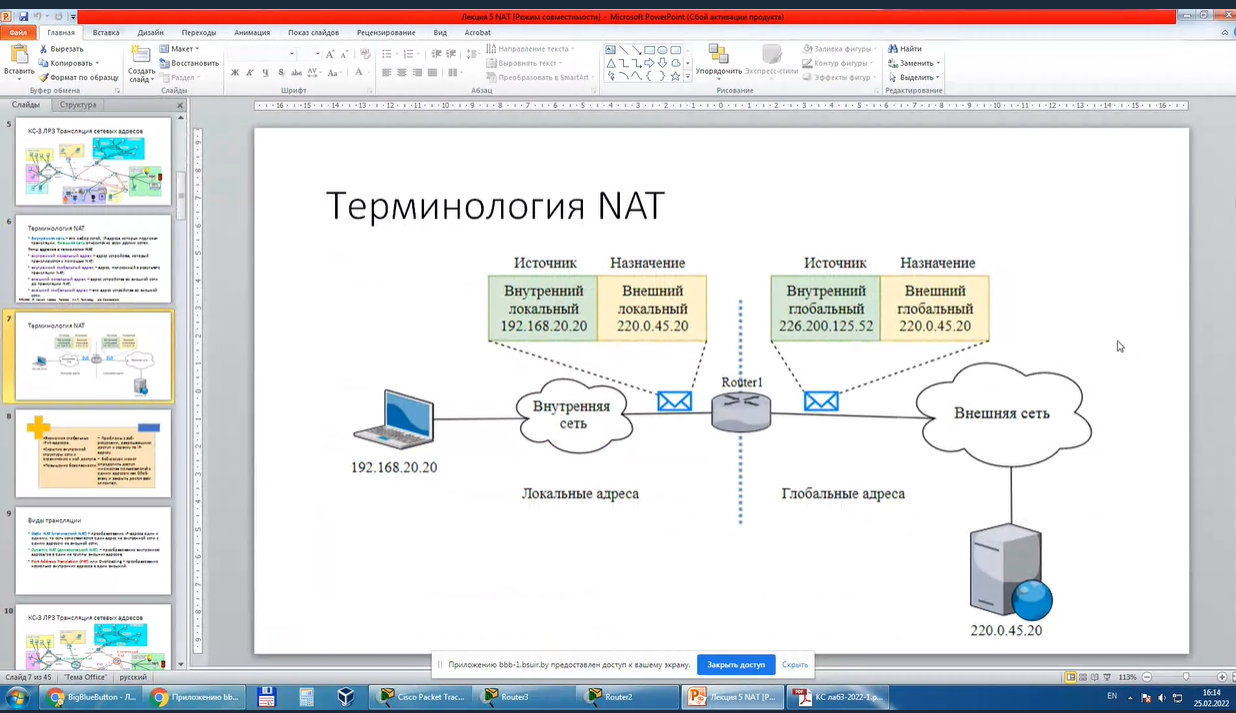 Лекция 5 NAT [Режим совместимости] - Microsoft PowerPoint (Сбой активации продукта)
Файл Главная Вставка Дизайн Переходы Анимация Показ слайдов Рецензирование Вид Acrobat
Вставить
Вырезать
Копировать
Формат по образцу
Буфер обмена
Создать слайд
Макет
Восстановить
Раздел
Слайды
Ж К Ч S abc AV Aa A
Шрифт
Направление текста
Выровнять текст
Преобразовать в SmartArt
Абзац
Упорядочить
Экспресс-стили
Заливка фигуры
Контур фигуры
Эффекты фигур
Рисование
Найти
Заменить
Выделить
Редактирование
Слайды Структура
5
КС-3 ЛР3 Трансляция сетевых адресов
6
Терминология NAT
7
Терминология NAT
8
9
Виды трансляции
10
КС-3 ЛР3 Трансляция сетевых адресов
Терминология NAT
Источник Назначение
Внутренний локальный 192.168.20.20
Внешний локальный 220.0.45.20
Источник Назначение
Внутренний глобальный 226.200.125.52
Внешний глобальный 220.0.45.20
Router1
Внутренняя сеть
Внешняя сеть
192.168.20.20
Локальные адреса
Глобальные адреса
220.0.45.20
Приложению bbb-1.bsuir.by предоставлен доступ к вашему экрану.
Закрыть доступ
Скрыть
Слайд 7 из 45 "Тема Office" русский
113%
BigBlueButton - Л...
Приложению bb...
Cisco Packet Trac...
Router3
Router2
Лекция 5 NAT [Р...
КС лаб3-2022-1.p...
EN
16:14
25.02.2022